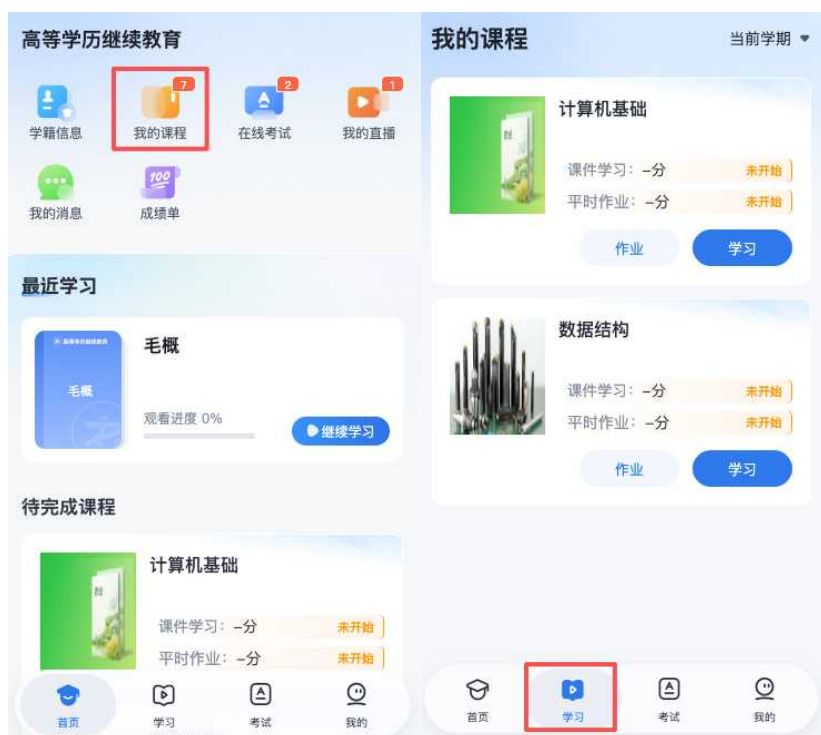 高等学历继续教育
7
2
1
学籍信息
我的课程
在线考试
我的直播
100
我的消息
成绩单
最近学习
毛概
毛概
观看进度 0%
继续学习
待完成课程
计算机基础
课件学习: -分
未开始
平时作业: -分
未开始
首页
学习
考试
我的
我的课程
当前学期
计算机基础
课件学习: -分
未开始
平时作业: -分
未开始
作业
学习
数据结构
课件学习: -分
未开始
平时作业: -分
未开始
作业
学习
首页
学习
考试
我的